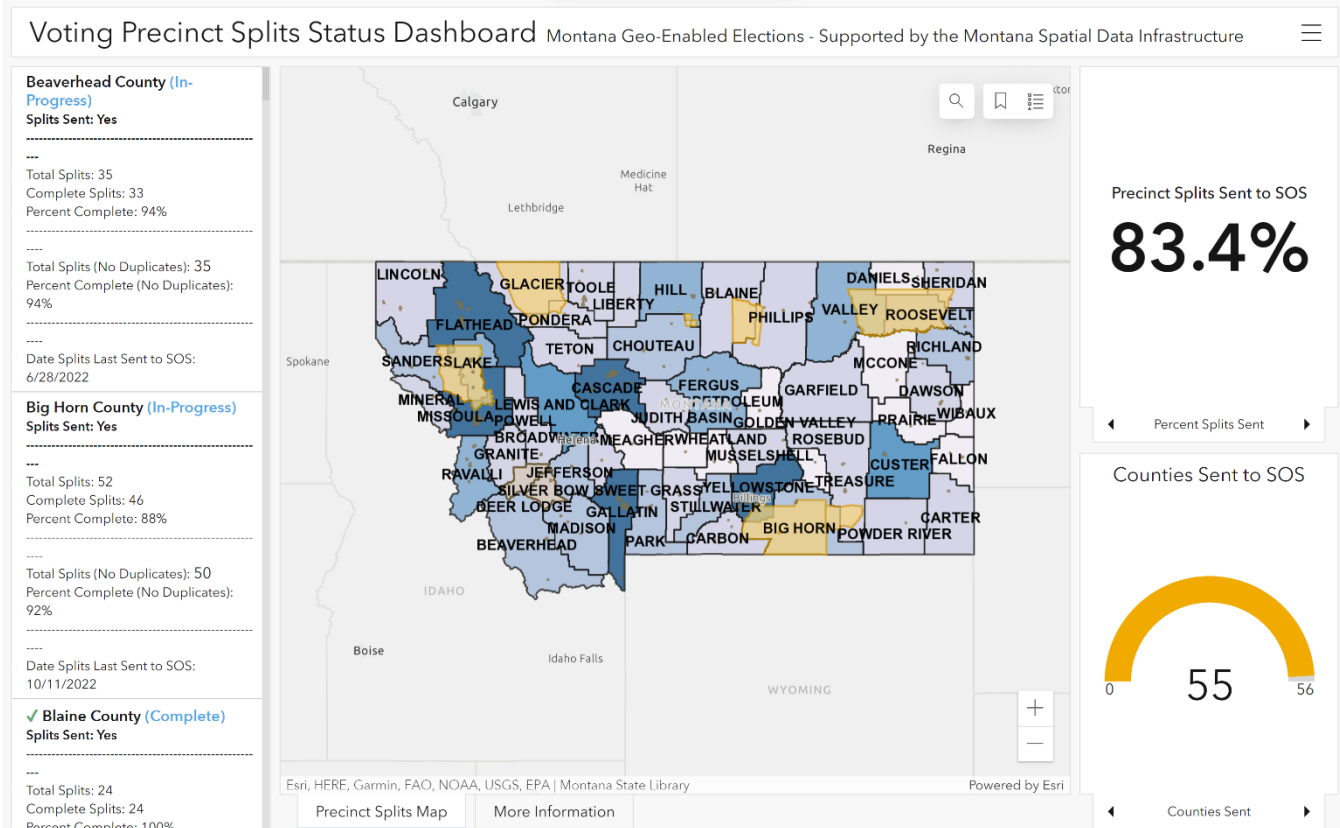 Voting Precinct Splits Status Dashboard Montana Geo-Enabled Elections - Supported by the Montana Spatial Data Infrastructure
Beaverhead County (In-
Progress)
Splits Sent: Yes
---
Total Splits: 35
Complete Splits: 33
Percent Complete: 94%
----
Total Splits (No Duplicates): 35
Percent Complete (No Duplicates):
94%
----
Date Splits Last Sent to SOS:
6/28/2022
Big Horn County (In-Progress)
Splits Sent: Yes
---
Total Splits: 52
Complete Splits: 46
Percent Complete: 88%
----
Total Splits (No Duplicates): 50
Percent Complete (No Duplicates):
92%
----
Date Splits Last Sent to SOS:
10/11/2022
✓ Blaine County (Complete)
Splits Sent: Yes
---
Total Splits: 24
Complete Splits: 24
Percent Complete: 100%
Calgary
Regina
Medicine
Hat
Lethbridge
Spokane
LINCOLN
GLACIER
TOOLE
LIBERTY
HILL
BLAINE
DANIELS
SHERIDAN
FLATHEAD
PONDERA
PHILLIPS
VALLEY
ROOSEVELT
TETON
CHOUTEAU
RICHLAND
SANDERS
LAKE
MCCONE
CASCADE
FERGUS
GARFIELD
DAWSON
MINERAL
LEWIS AND CLARK
MONTANA
PETROLEUM
WIBAUX
MISSOULA
POWELL
JUDITH BASIN
GOLDEN VALLEY
PRAIRIE
BROADWATER
Helena
MEAGHER
WHEATLAND
ROSEBUD
GRANITE
MUSSELSHELL
FALLON
RAVALLI
JEFFERSON
CUSTER
SILVER BOW
SWEET GRASS
YELLOWSTONE
Billings
TREASURE
DEER LODGE
GALLATIN
STILLWATER
MADISON
BIG HORN
CARTER
BEAVERHEAD
PARK
CARBON
POWDER RIVER
IDAHO
Boise
Idaho Falls
WYOMING
Esri, HERE, Garmin, FAO, NOAA, USGS, EPA | Montana State Library
Powered by Esri
Precinct Splits Map
More Information
Precinct Splits Sent to SOS
83.4%
Percent Splits Sent
Counties Sent to SOS
0
55
56
Counties Sent